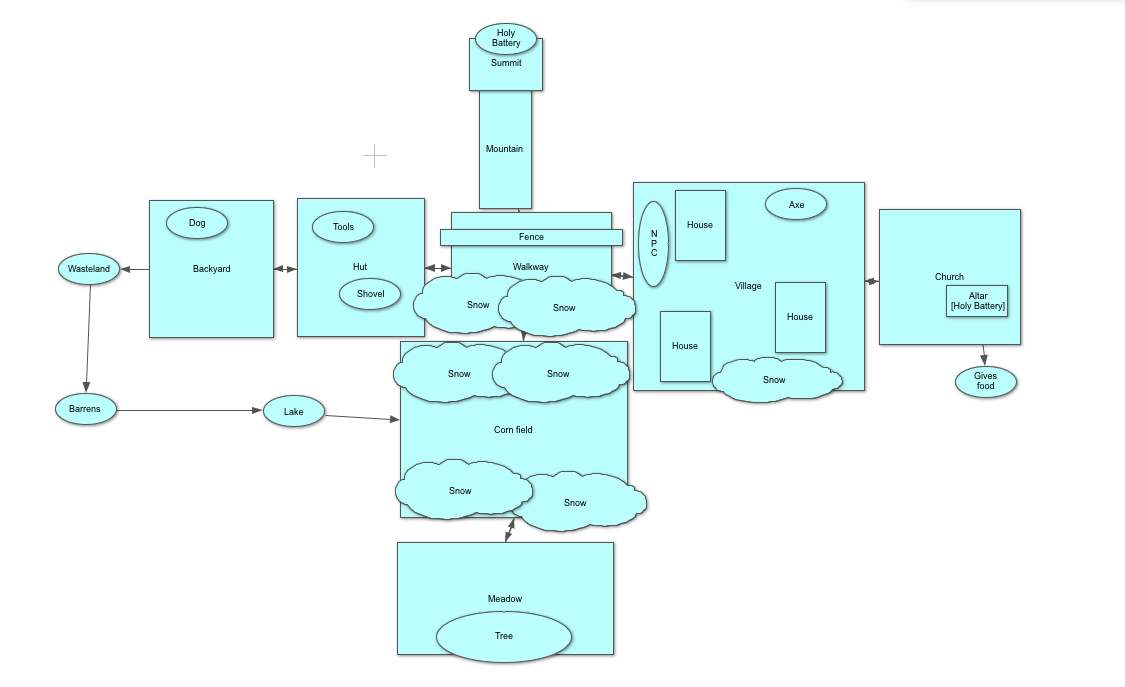 Holy
Battery
Summit
Mountain
Fence
Walkway
Snow
Snow
Dog
Backyard
Wasteland
Tools
Hut
Shovel
N
P
C
House
Axe
Village
House
House
Snow
Church
Altar
[Holy Battery]
Gives
food
Barrens
Lake
Snow
Snow
Corn field
Snow
Snow
Meadow
Tree